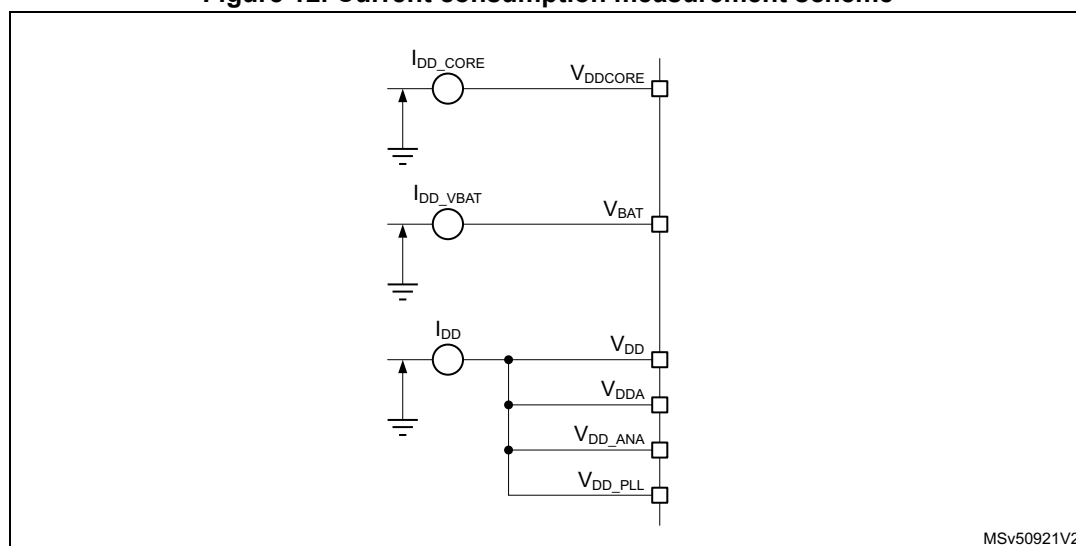 Figure 12. Current consumption measurement scheme
IDD_CORE
VDDCORE
IDD_VBAT
VBAT
IDD
VDD
VDDA
VDD_ANA
VDD_PLL
MSv50921V2